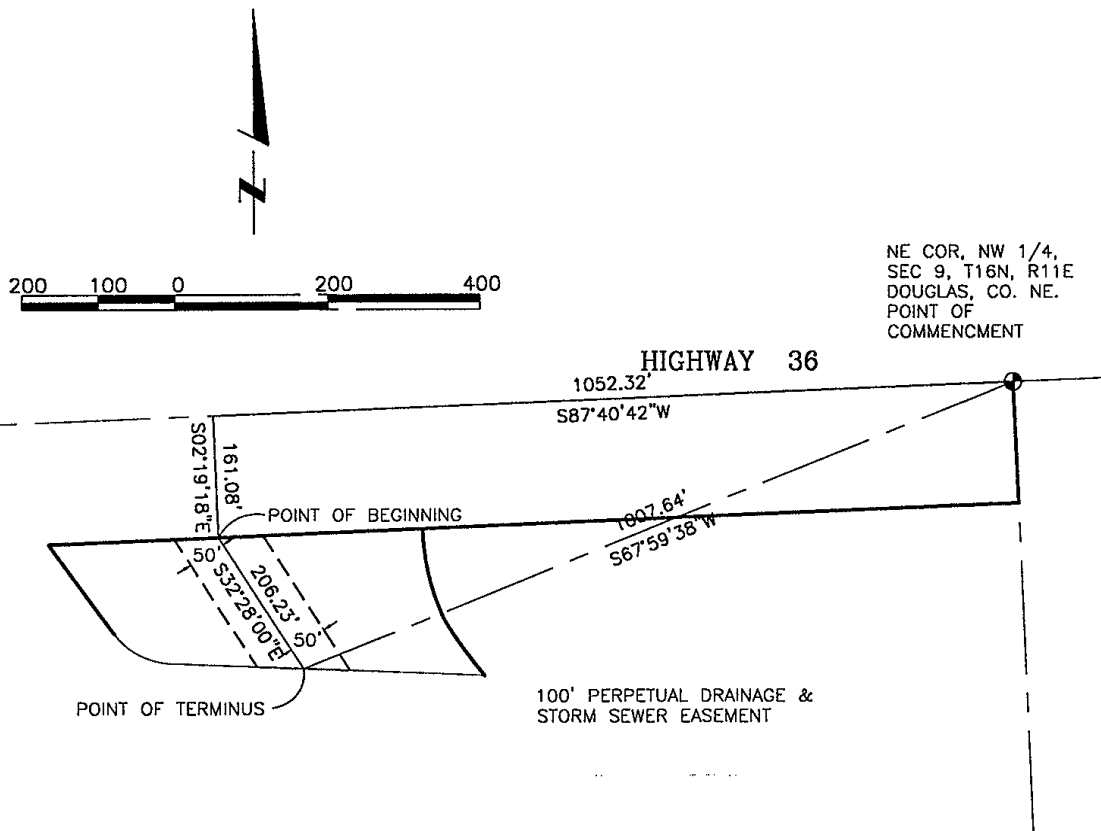 N
200 100 0 200 400
NE COR, NW 1/4,
SEC 9, T16N, R11E
DOUGLAS, CO. NE.
POINT OF
COMMENCMENT
HIGHWAY 36
1052.32'
S87°40'42"W
161.08'
S02°19'18"E
POINT OF BEGINNING
1007.64'
S67°59'38"W
50'
206.23'
S32°28'00"E
50'
POINT OF TERMINUS
100' PERPETUAL DRAINAGE &
STORM SEWER EASEMENT